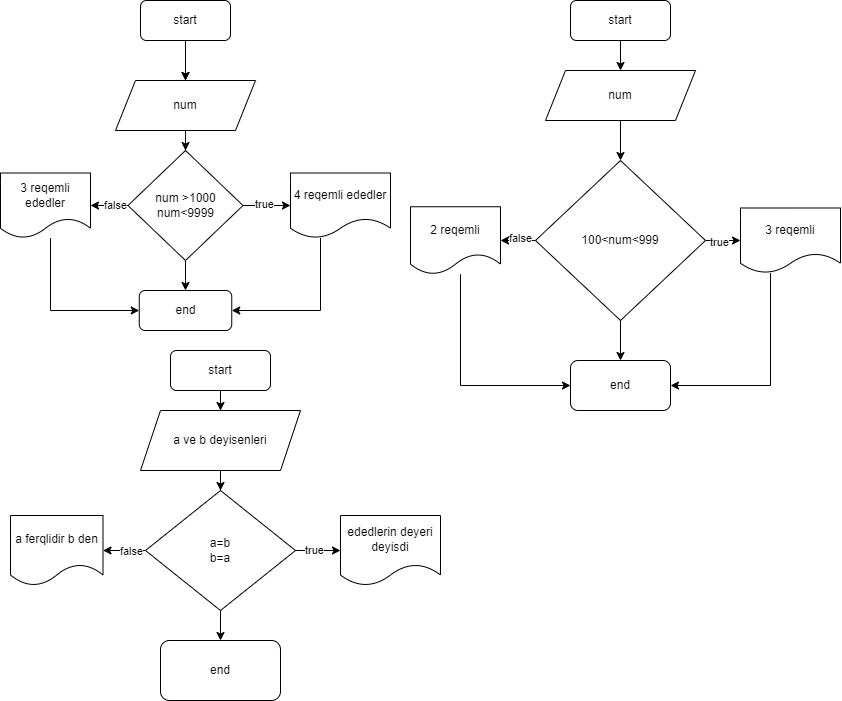 start
num
num >1000
num<9999
false
true
3 reqemli
ededler
4 reqemli ededler
end
start
num
100<num<999
false
true
2 reqemli
3 reqemli
end
start
a ve b deyisenleri
a=b
b=a
false
true
a ferqlidir b den
ededlerin deyeri
deyisdi
end